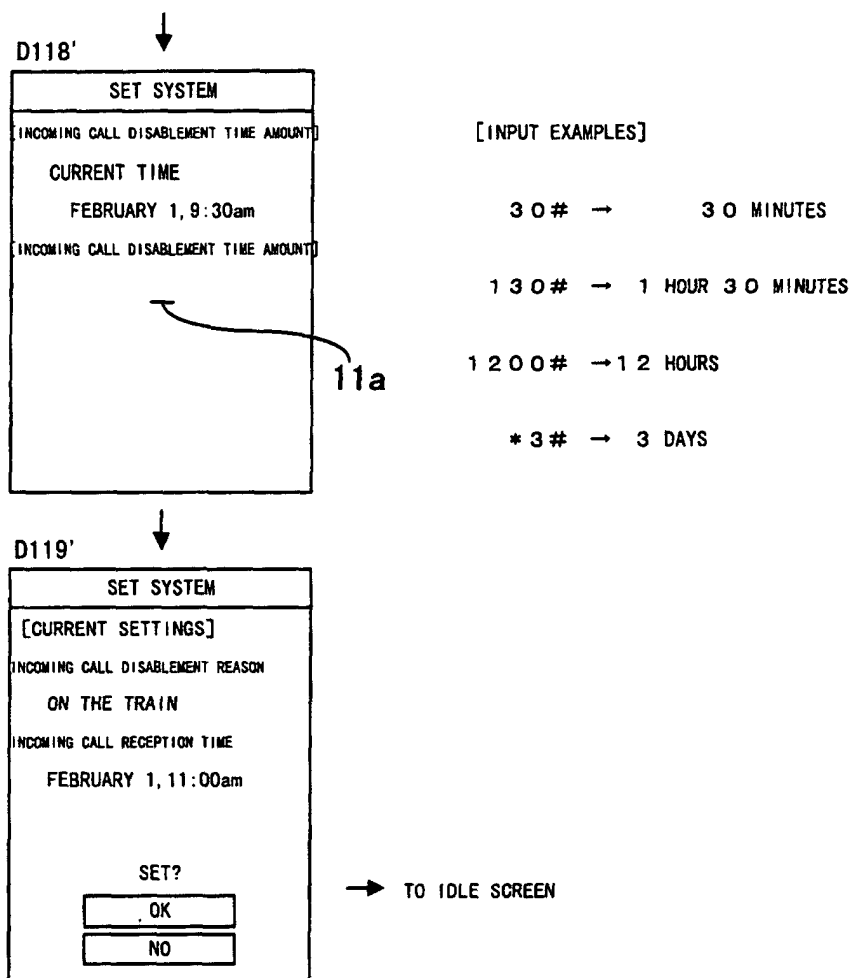 D118'
SET SYSTEM
[INCOMING CALL DISABLEMENT TIME AMOUNT]
CURRENT TIME
FEBRUARY 1, 9:30am
[INCOMING CALL DISABLEMENT TIME AMOUNT]
11a
[INPUT EXAMPLES]
30# → 30 MINUTES
130# → 1 HOUR 30 MINUTES
1200# → 12 HOURS
*3# → 3 DAYS
D119'
SET SYSTEM
[CURRENT SETTINGS]
INCOMING CALL DISABLEMENT REASON
ON THE TRAIN
INCOMING CALL RECEPTION TIME
FEBRUARY 1, 11:00am
SET?
OK
NO
→ TO IDLE SCREEN